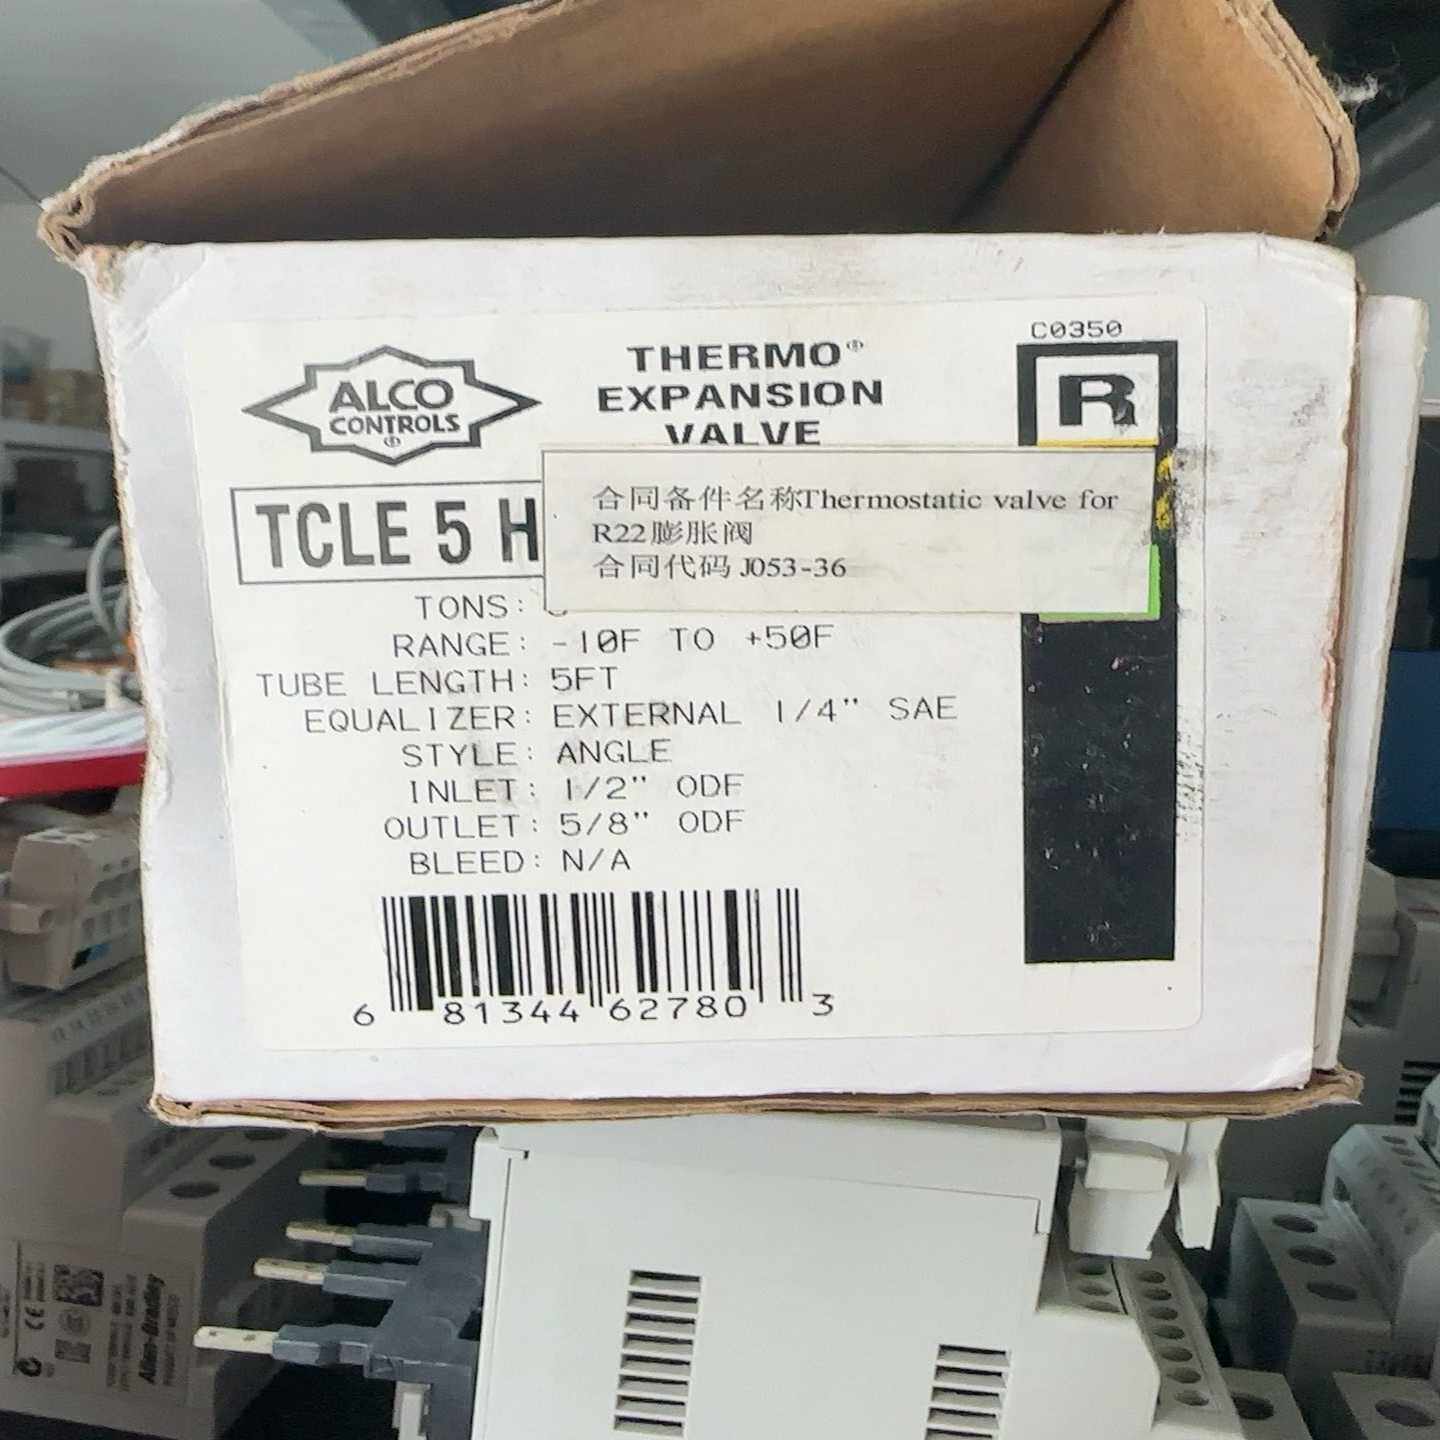 C0350
ALCO
CONTROLS
®
THERMO®
EXPANSION
VALVE
R
TCLE 5 H
合同备件名称Thermostatic valve for
R22膨胀阀
合同代码 J053-36
TONS:
RANGE: -10F TO +50F
TUBE LENGTH: 5FT
EQUALIZER: EXTERNAL 1/4" SAE
STYLE: ANGLE
INLET: 1/2" ODF
OUTLET: 5/8" ODF
BLEED: N/A
6 81344 62780 3
CE
Allen-Bradley